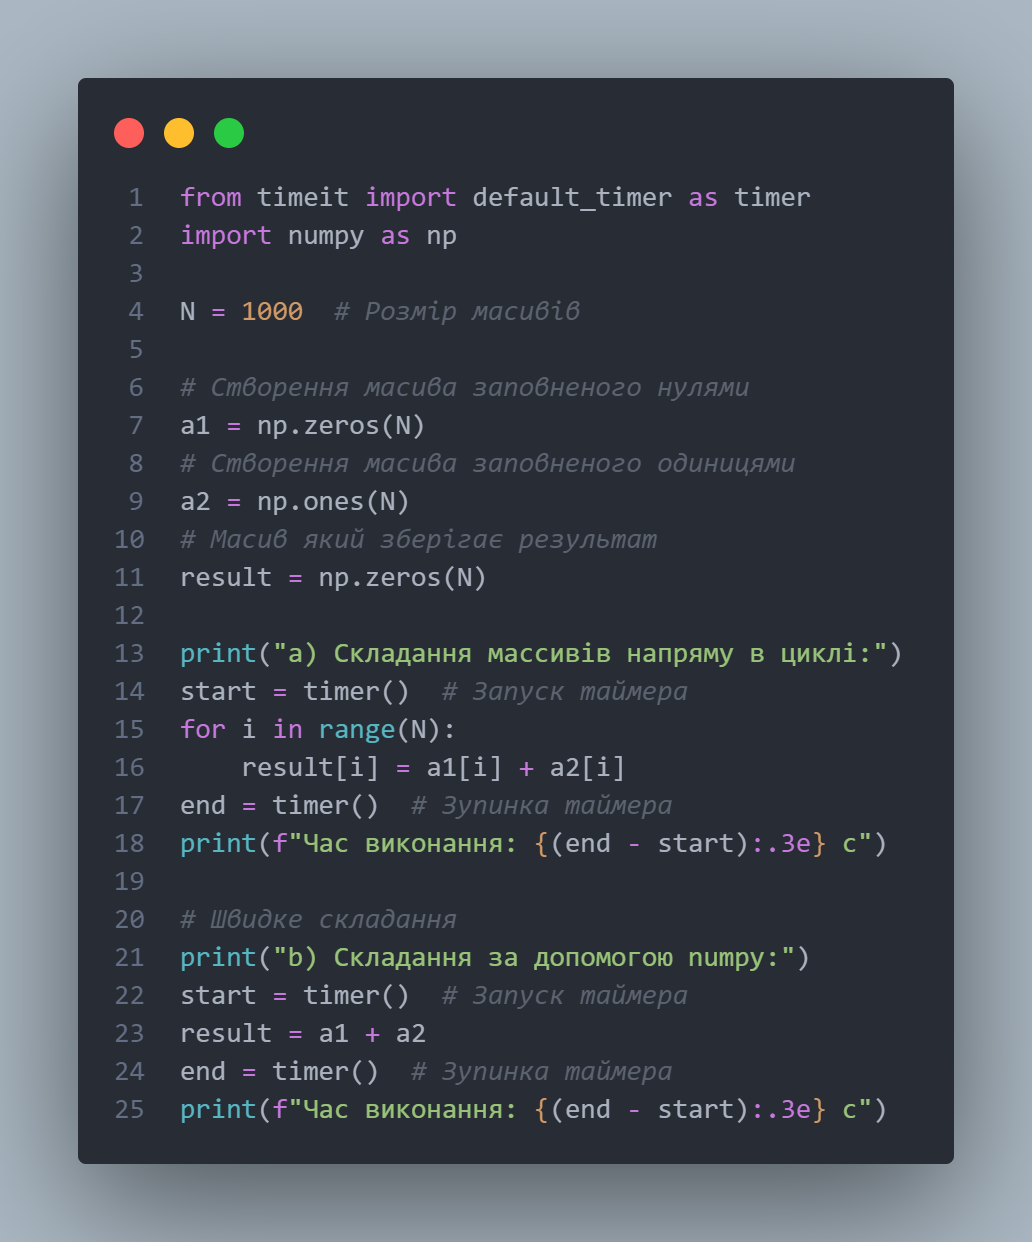 1 from timeit import default_timer as timer
2 import numpy as np
3
4 N = 1000  # Розмір масивів
5
6 # Створення масива заповненого нулями
7 a1 = np.zeros(N)
8 # Створення масива заповненого одиницями
9 a2 = np.ones(N)
10 # Масив який зберігає результат
11 result = np.zeros(N)
12
13 print("a) Складання массивів напряму в циклі:")
14 start = timer()  # Запуск таймера
15 for i in range(N):
16     result[i] = a1[i] + a2[i]
17 end = timer()  # Зупинка таймера
18 print(f"Час виконання: {(end - start):.3e} с")
19
20 # Швидке складання
21 print("b) Складання за допомогою numpy:")
22 start = timer()  # Запуск таймера
23 result = a1 + a2
24 end = timer()  # Зупинка таймера
25 print(f"Час виконання: {(end - start):.3e} с")